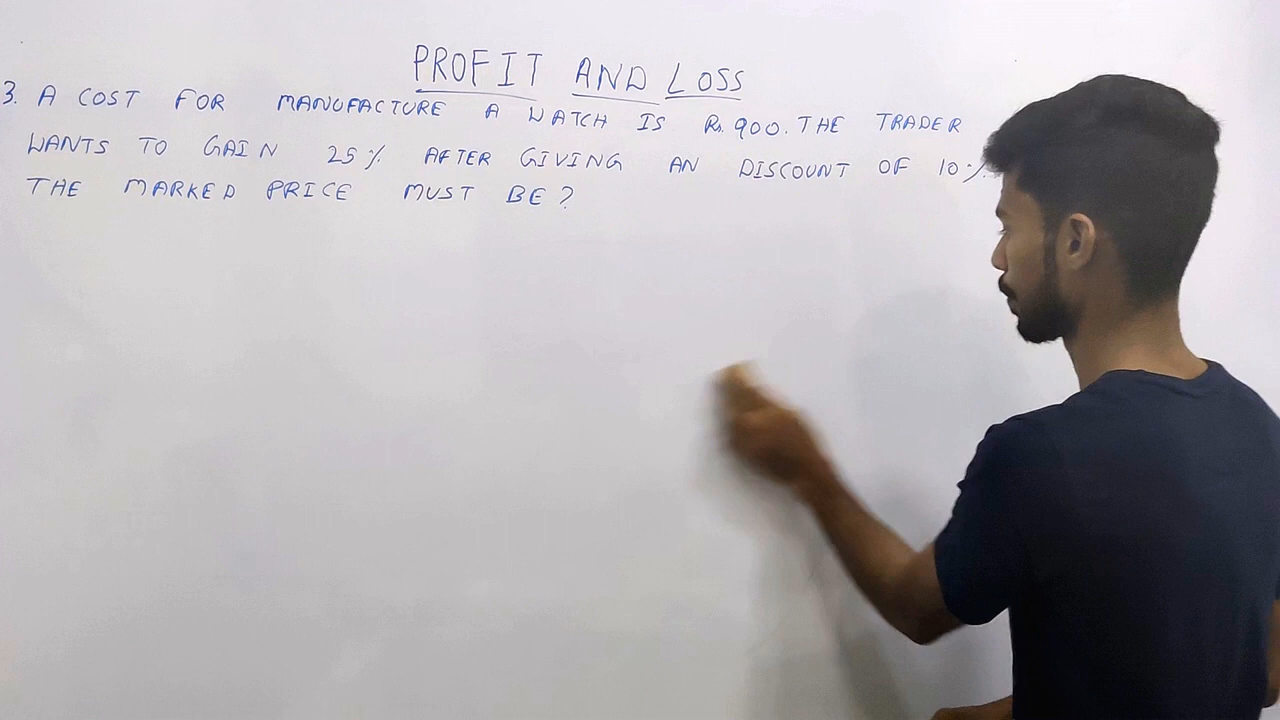 PROFIT AND LOSS
3. A COST FOR MANUFACTURE A WATCH IS Rs. 900. THE TRADER
WANTS TO GAIN 25% AFTER GIVING AN DISCOUNT OF 10%.
THE MARKED PRICE MUST BE?